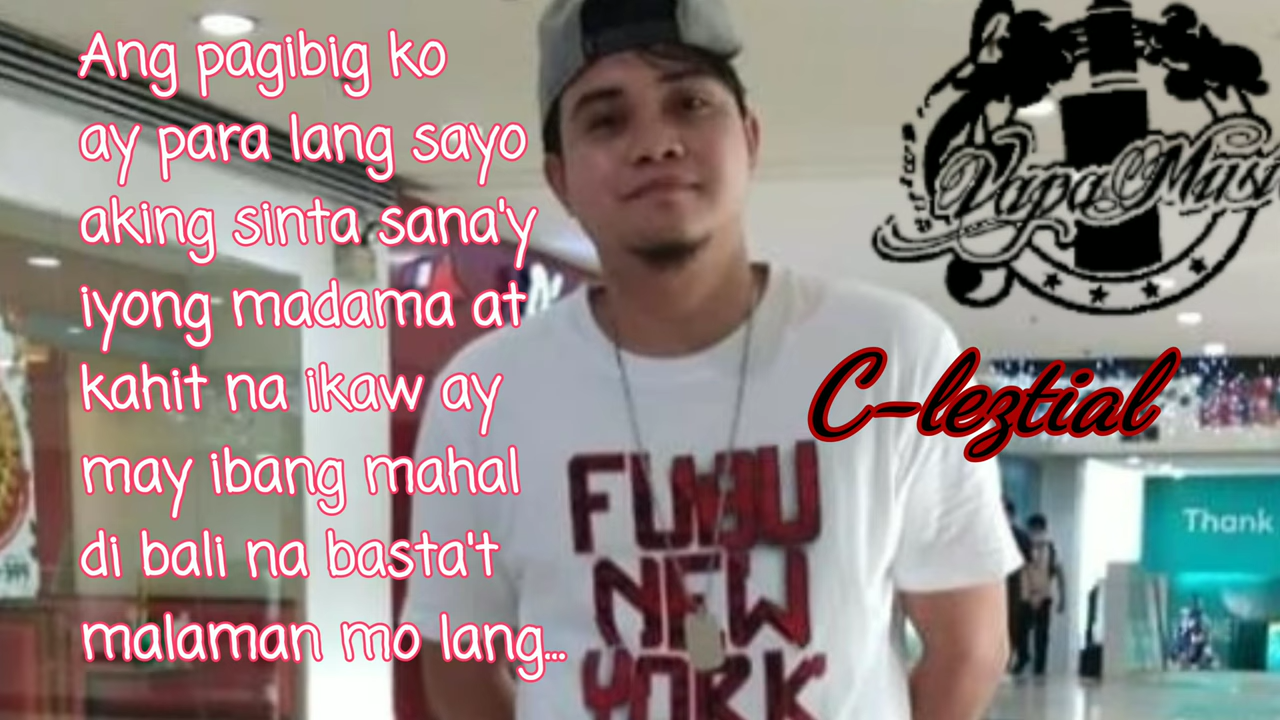 Ang pagibig ko
ay para lang sayo
aking sinta sana'y
iyong madama at
kahit na ikaw ay
may ibang mahal
di bali na basta't
malaman mo lang...
C-leztial
FUBU
NEW
YORK
Thank